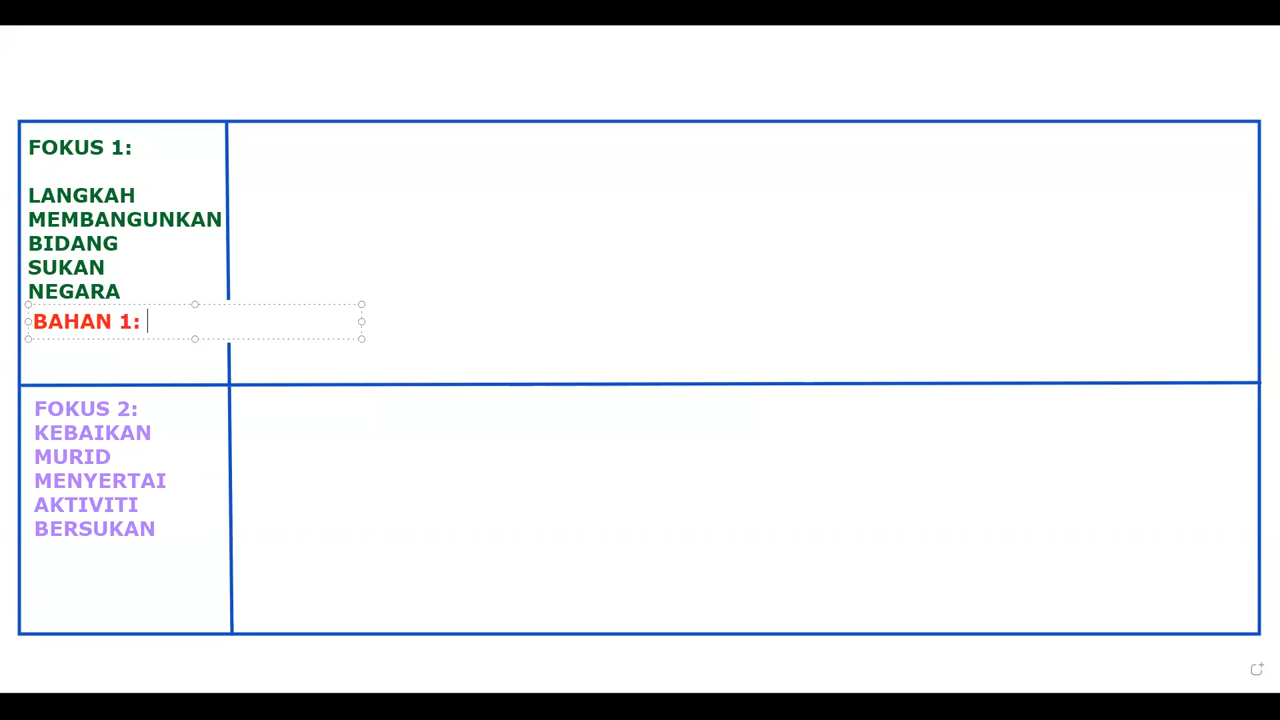 FOKUS 1:
LANGKAH
MEMBANGUNKAN
BIDANG
SUKAN
NEGARA
BAHAN 1:
FOKUS 2:
KEBAIKAN
MURID
MENYERTAI
AKTIVITI
BERSUKAN